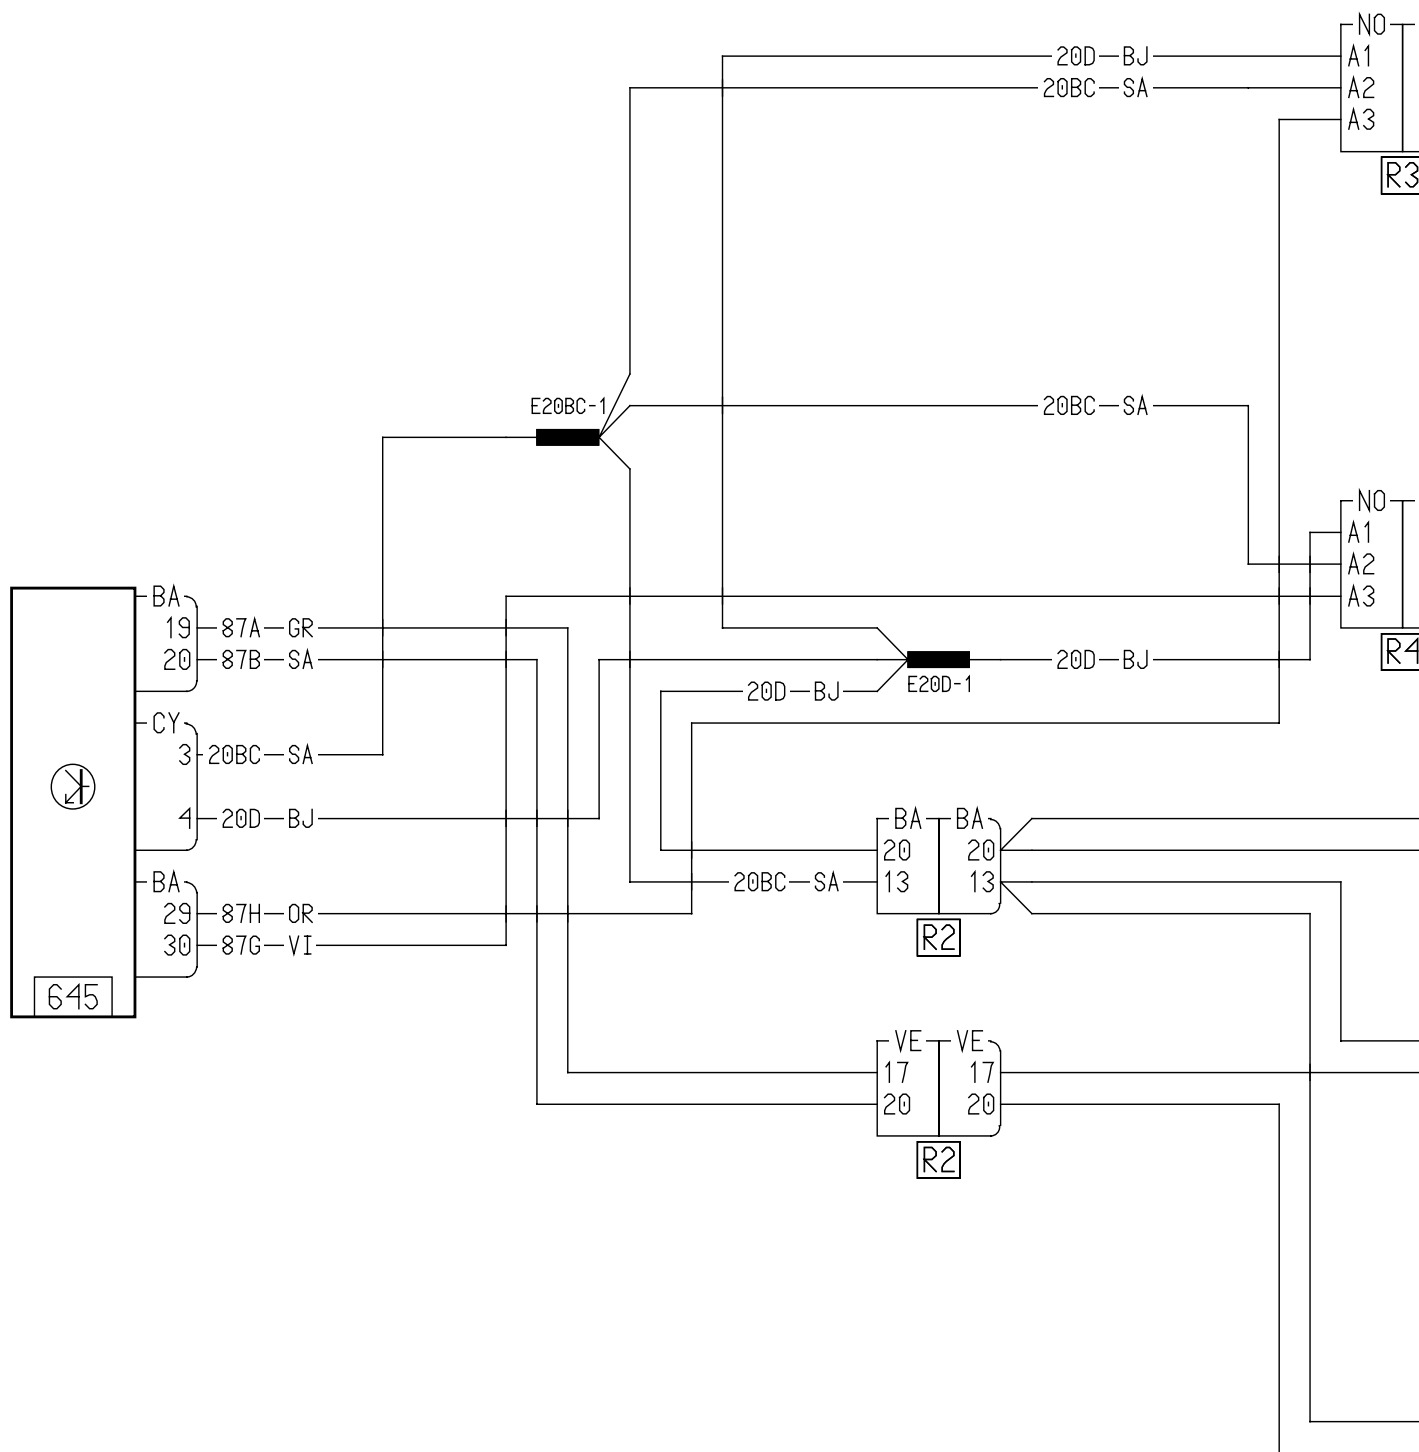 NO
20D BJ A1
20BC SA A2
A3
R3
E20BC-1 20BC SA
NO
A1
A2
BA A3
19 87A GR
20 87B SA 20D BJ R4
E20D-1
20D BJ
CY
3 20BC SA
4 20D BJ BA BA
20 20
BA 20BC SA 13 13
29 87H OR
30 87G VI R2
645
VE VE
17 17
20 20
R2